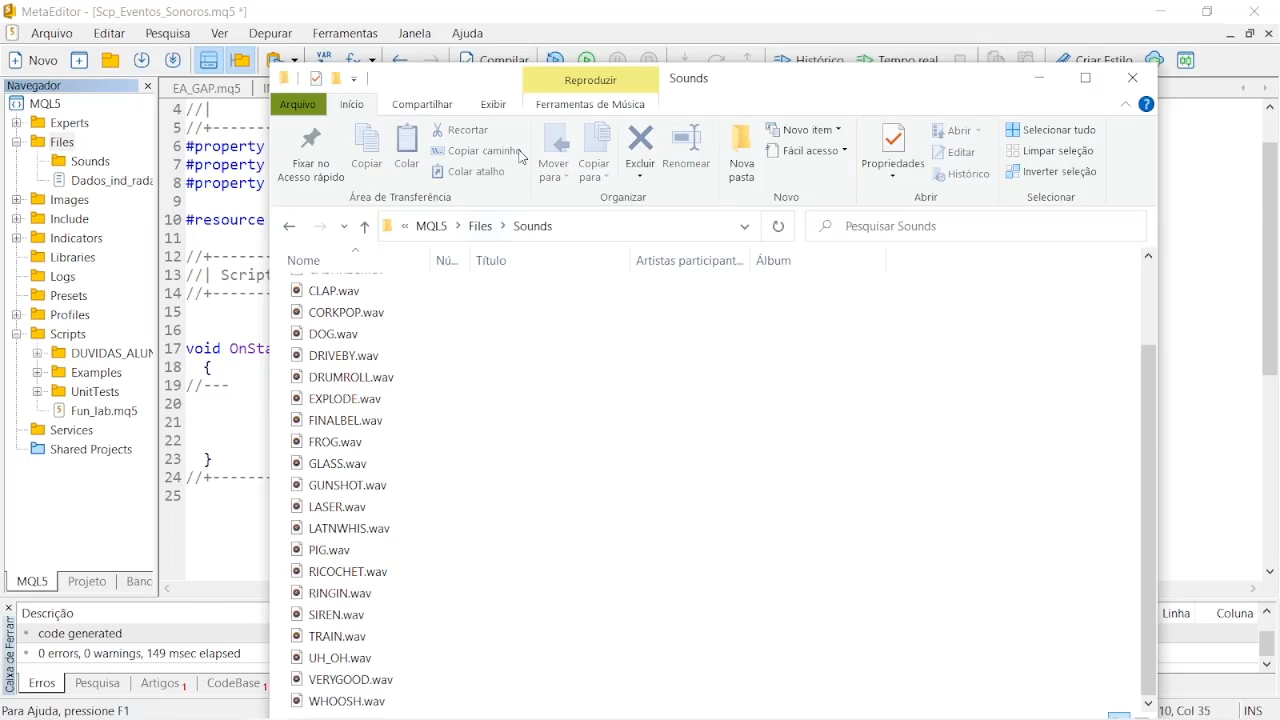 MetaEditor - [Scp_Eventos_Sonoros.mq5 *]
Arquivo Editar Pesquisa Ver Depurar Ferramentas Janela Ajuda
Novo Compilar Histórico Tempo real Criar Estilo
Navegador
MQL5
Experts
Files
Sounds
Dados_ind_rada
Images
Include
Indicators
Libraries
Logs
Presets
Profiles
Scripts
DUVIDAS_ALUN
Examples
UnitTests
Fun_lab.mq5
Services
Shared Projects
MQL5 Projeto Banc
EA_GAP.mq5
4 //|
5 //+-------
6 #property
7 #property
8 #property
9
10 #resource
11
12 //+-------
13 //| Script
14 //+-------
15
16
17 void OnSta
18 {
19 //---
20
21
22
23 }
24 //+-------
25
Reproduzir Sounds
Arquivo Início Compartilhar Exibir Ferramentas de Música
Fixar no
Acesso rápido
Copiar
Colar
Recortar
Copiar caminho
Colar atalho
Área de Transferência
Mover
para
Copiar
para
Excluir
Renomear
Organizar
Nova
pasta
Novo item
Fácil acesso
Novo
Propriedades
Abrir
Editar
Histórico
Abrir
Selecionar tudo
Limpar seleção
Inverter seleção
Selecionar
« MQL5 > Files > Sounds
Pesquisar Sounds
Nome Nú... Título Artistas participant... Álbum
CLAP.wav
CORKPOP.wav
DOG.wav
DRIVEBY.wav
DRUMROLL.wav
EXPLODE.wav
FINALBEL.wav
FROG.wav
GLASS.wav
GUNSHOT.wav
LASER.wav
LATNWHIS.wav
PIG.wav
RICOCHET.wav
RINGIN.wav
SIREN.wav
TRAIN.wav
UH_OH.wav
VERYGOOD.wav
WHOOSH.wav
Caixa de Ferram
Descrição Linha Coluna
code generated
0 errors, 0 warnings, 149 msec elapsed
Erros Pesquisa Artigos 1 CodeBase 1
Para Ajuda, pressione F1 10, Col 35 INS